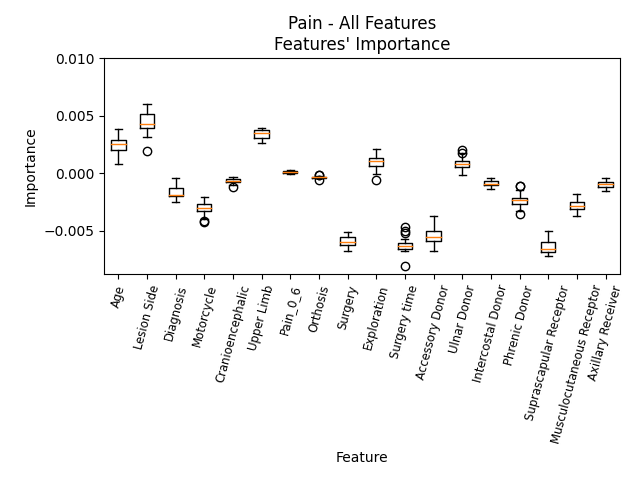 Pain - All Features
Features' Importance
Importance
0.010
0.005
0.000
−0.005
Age
Lesion Side
Diagnosis
Motorcycle
Cranioencephalic
Upper Limb
Pain_0_6
Orthosis
Surgery
Exploration
Surgery time
Accessory Donor
Ulnar Donor
Intercostal Donor
Phrenic Donor
Suprascapular Receptor
Musculocutaneous Receptor
Axillary Receiver
Feature